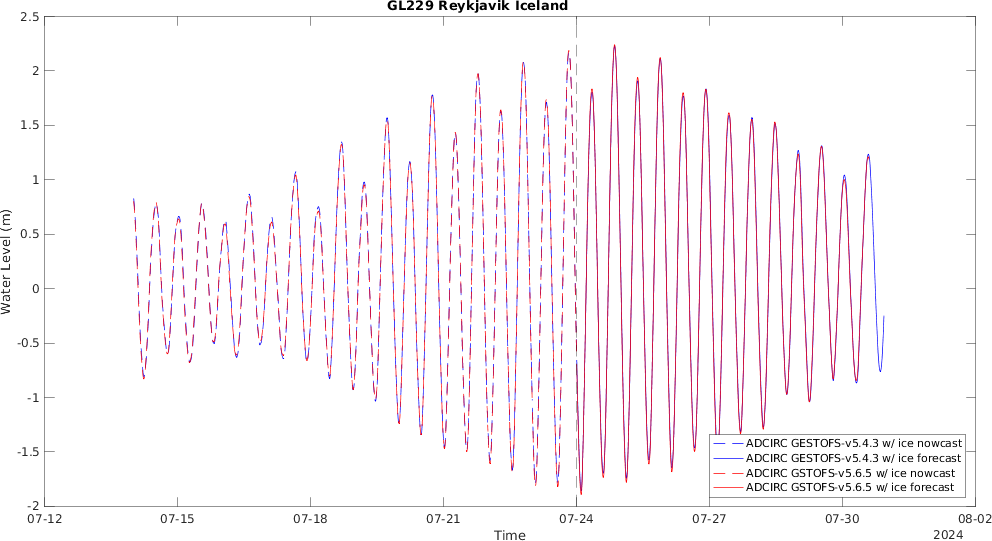 GL229 Reykjavik Iceland
2.5
2
1.5
1
0.5
0
-0.5
-1
-1.5
-2
Water Level (m)
ADCIRC GESTOFS-v5.4.3 w/ ice nowcast
ADCIRC GESTOFS-v5.4.3 w/ ice forecast
ADCIRC GSTOFS-v5.6.5 w/ ice nowcast
ADCIRC GSTOFS-v5.6.5 w/ ice forecast
07-12 07-15 07-18 07-21 07-24 07-27 07-30 08-02
Time
2024